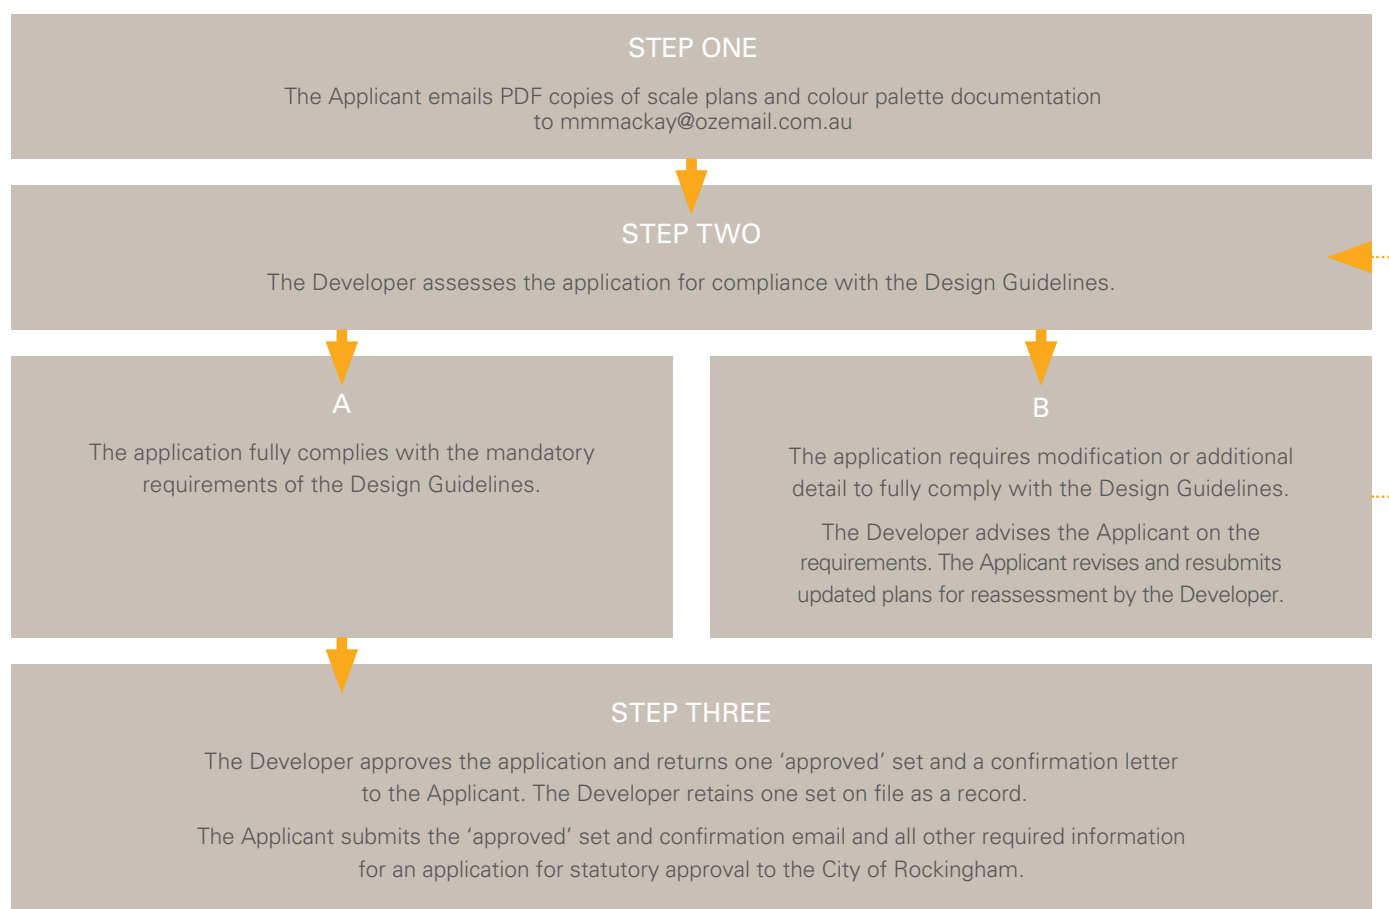 STEP ONE
The Applicant emails PDF copies of scale plans and colour palette documentation
to mmmackay@ozemail.com.au
STEP TWO
The Developer assesses the application for compliance with the Design Guidelines.
A
The application fully complies with the mandatory
requirements of the Design Guidelines.
B
The application requires modification or additional
detail to fully comply with the Design Guidelines.
The Developer advises the Applicant on the
requirements. The Applicant revises and resubmits
updated plans for reassessment by the Developer.
STEP THREE
The Developer approves the application and returns one ‘approved’ set and a confirmation letter
to the Applicant. The Developer retains one set on file as a record.
The Applicant submits the ‘approved’ set and confirmation email and all other required information
for an application for statutory approval to the City of Rockingham.